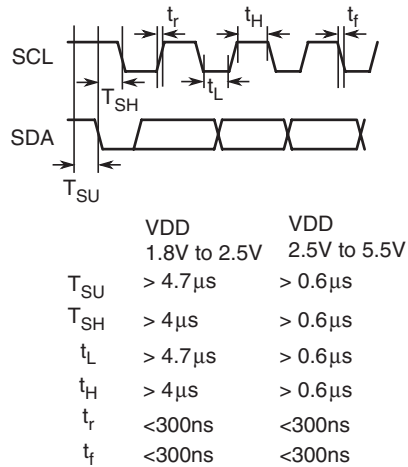 t_r t_H t_f
SCL
T_SH t_L
SDA
T_SU
VDD VDD
1.8V to 2.5V 2.5V to 5.5V
T_SU > 4.7µs > 0.6µs
T_SH > 4µs > 0.6µs
t_L > 4.7µs > 0.6µs
t_H > 4µs > 0.6µs
t_r <300ns <300ns
t_f <300ns <300ns